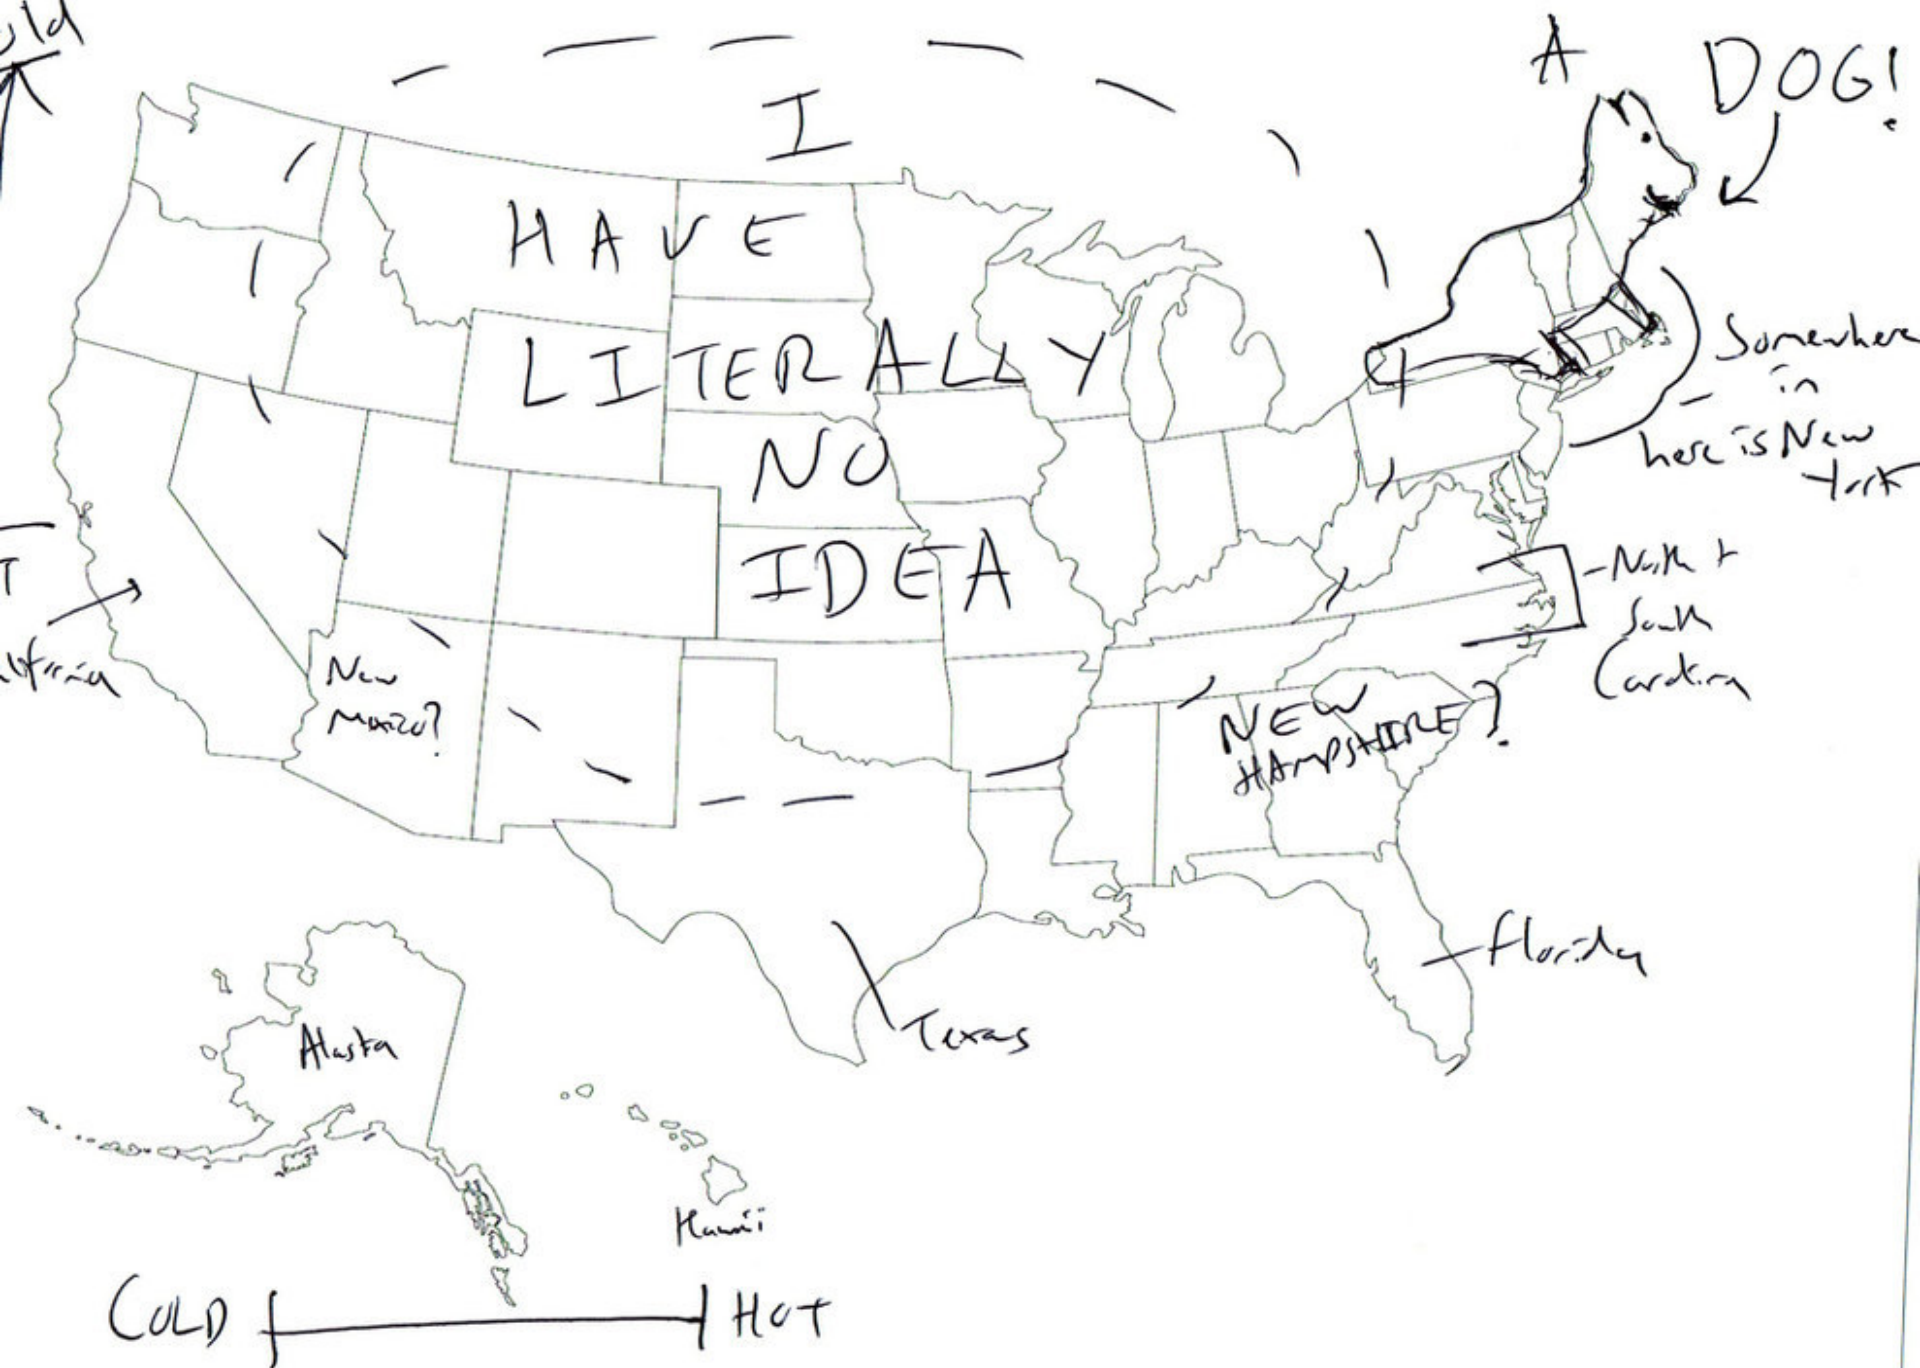 A
DOG!
I
HAVE
LITERALLY
NO
IDEA
Somewhere
in
here is New
York
North +
South
Carolina
New
Mexico?
NEW
HAMPSHIRE?
Florida
Texas
Alaska
Hawaii
COLD
HOT